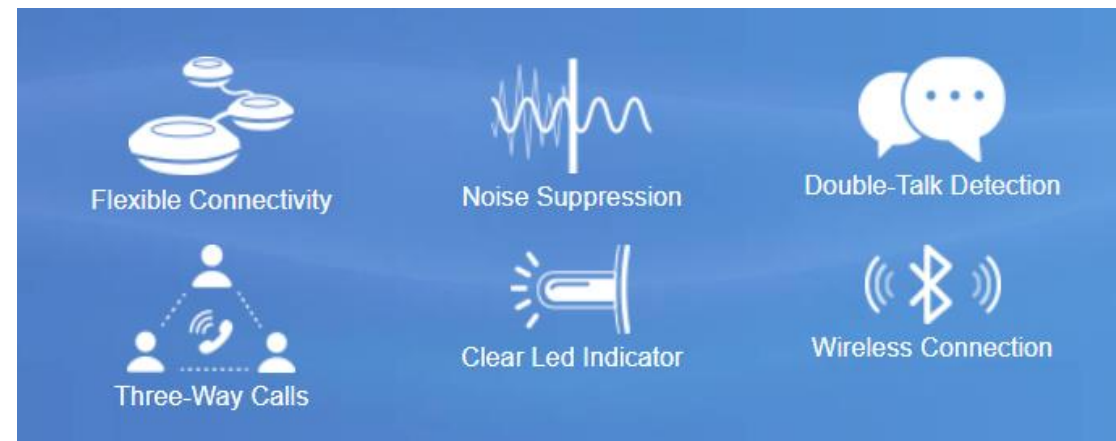 Flexible Connectivity
Noise Suppression
Double-Talk Detection
Three-Way Calls
Clear Led Indicator
Wireless Connection